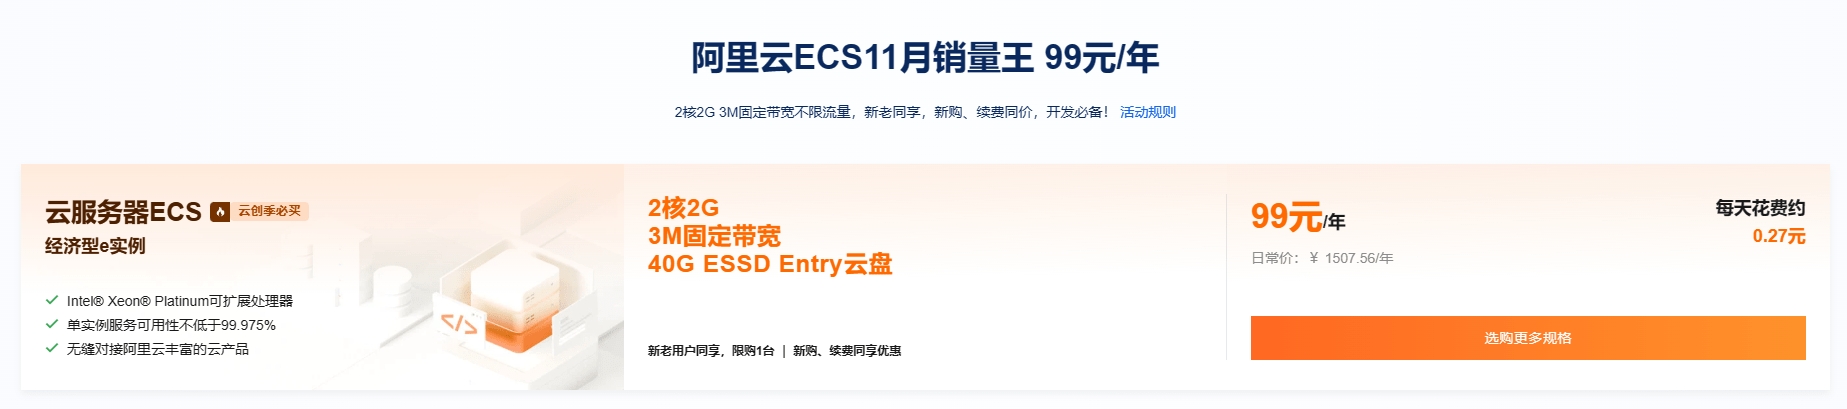 阿里云ECS11月销量王 99元/年
2核2G 3M固定带宽不限流量，新老同享，新购、续费同价，开发必备！ 活动规则
云服务器ECS 云创季必买
经济型e实例
Intel® Xeon® Platinum可扩展处理器
单实例服务可用性不低于99.975%
无缝对接阿里云丰富的云产品
</>
2核2G
3M固定带宽
40G ESSD Entry云盘
新老用户同享，限购1台 | 新购、续费同享优惠
99元/年
日常价：¥ 1507.56/年
每天花费约
0.27元
选购更多规格